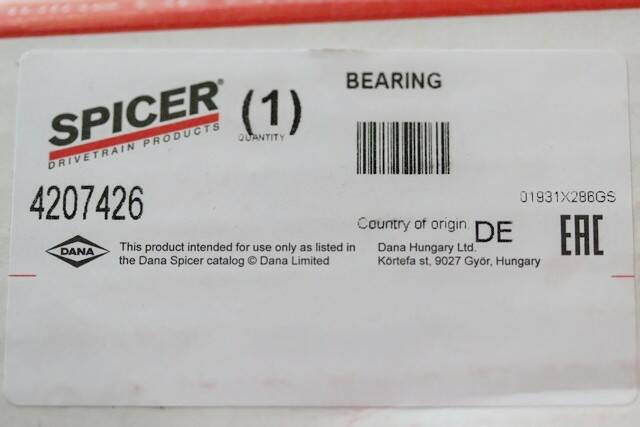 SPICER®
DRIVETRAIN PRODUCTS
(1)
QUANTITY
BEARING
4207426
01931X286GS
Country of origin DE
EAC
DANA
This product intended for use only as listed in
the Dana Spicer catalog © Dana Limited
Dana Hungary Ltd.
Körtefa st, 9027 Györ, Hungary